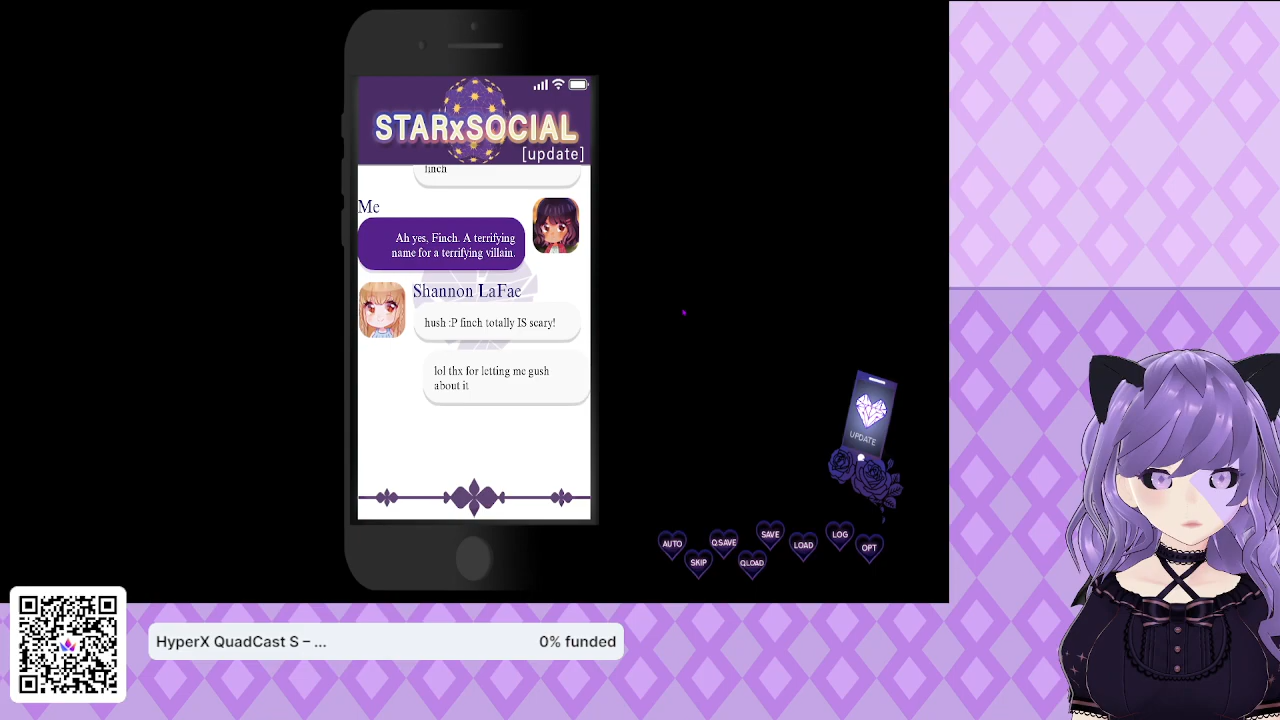 STARxSOCIAL
[update]
finch
Me
Ah yes, Finch. A terrifying
name for a terrifying villain.
Shannon LaFae
hush :P finch totally IS scary!
lol thx for letting me gush
about it
UPDATE
AUTO
SKIP
Q.SAVE
Q.LOAD
SAVE
LOAD
LOG
OPT
HyperX QuadCast S – ...
0% funded